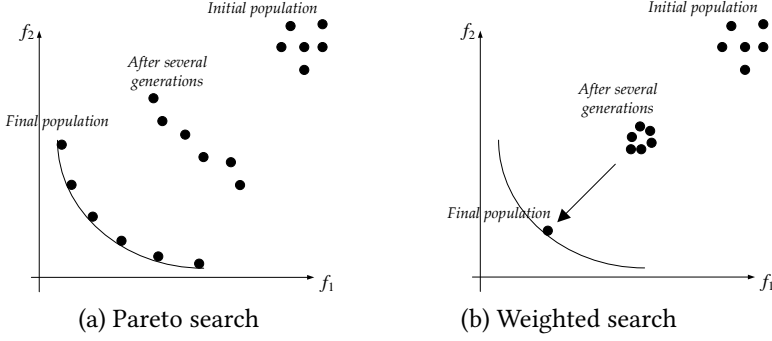 Initial population
f2
After several
generations
Final population
f1
(a) Pareto search
Initial population
f2
After several
generations
Final population
f1
(b) Weighted search